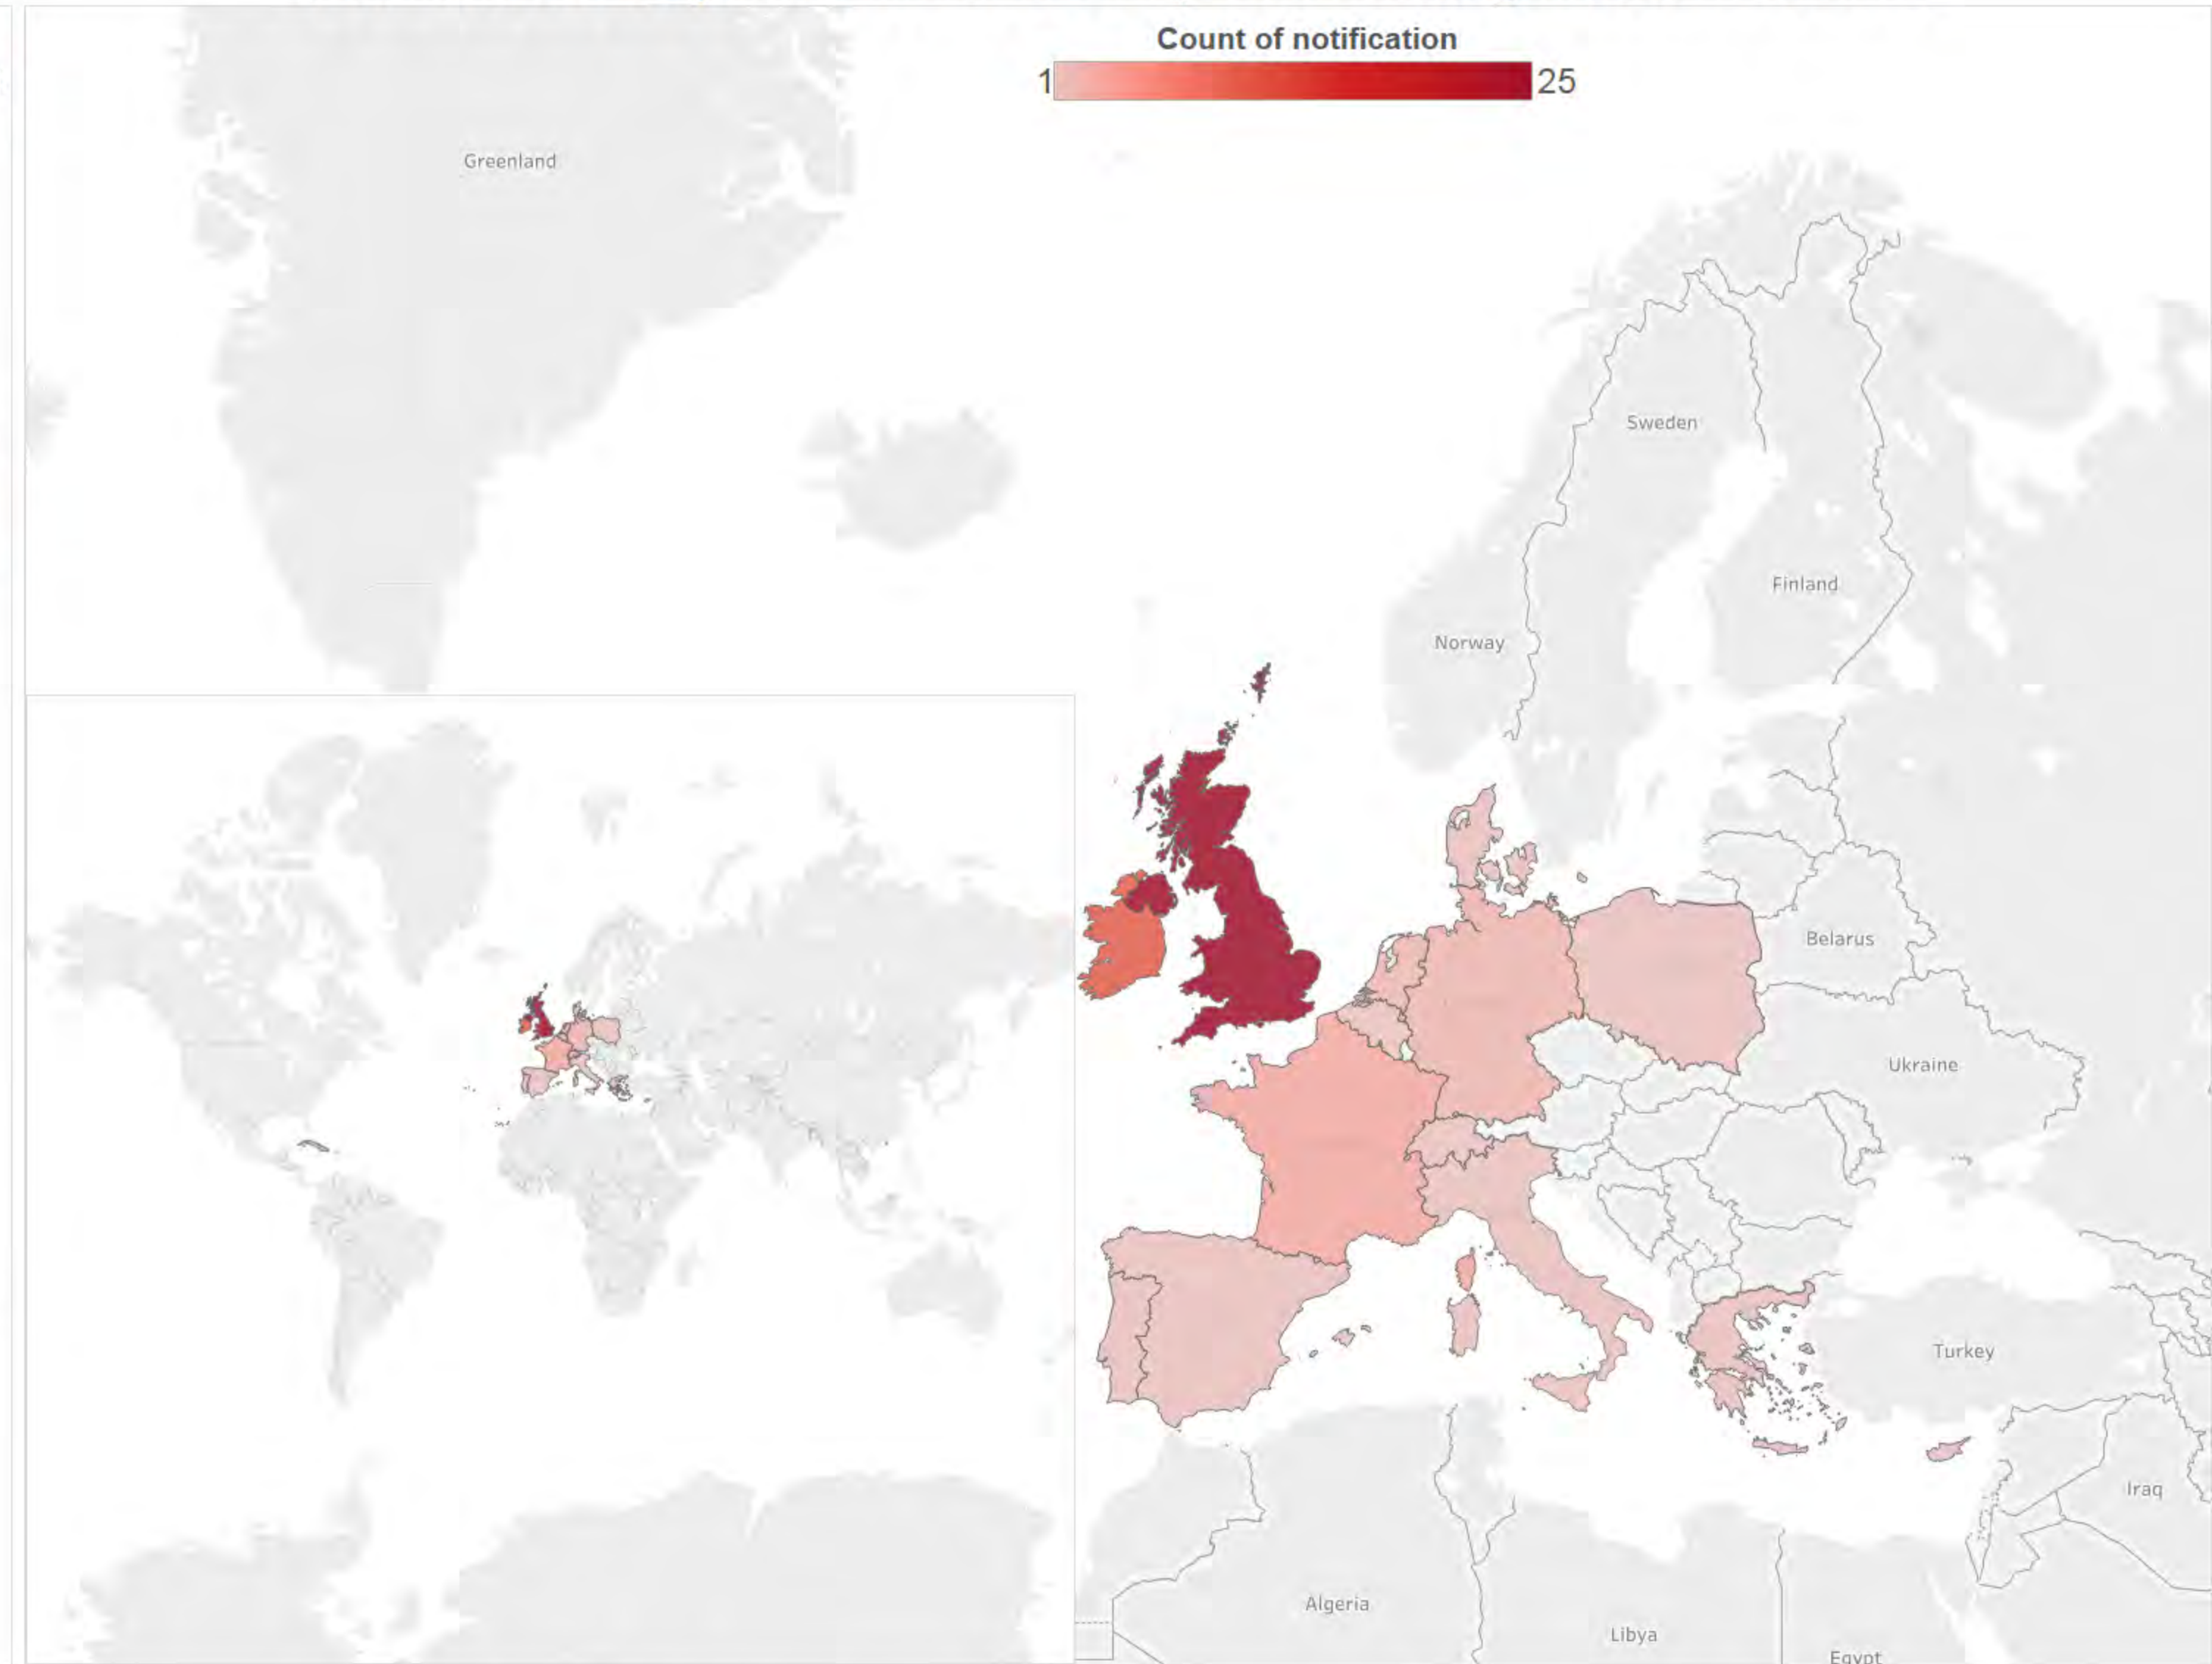 Count of notification
1 25
Greenland
Sweden
Finland
Norway
Belarus
Ukraine
Turkey
Iraq
Algeria
Libya
Egypt